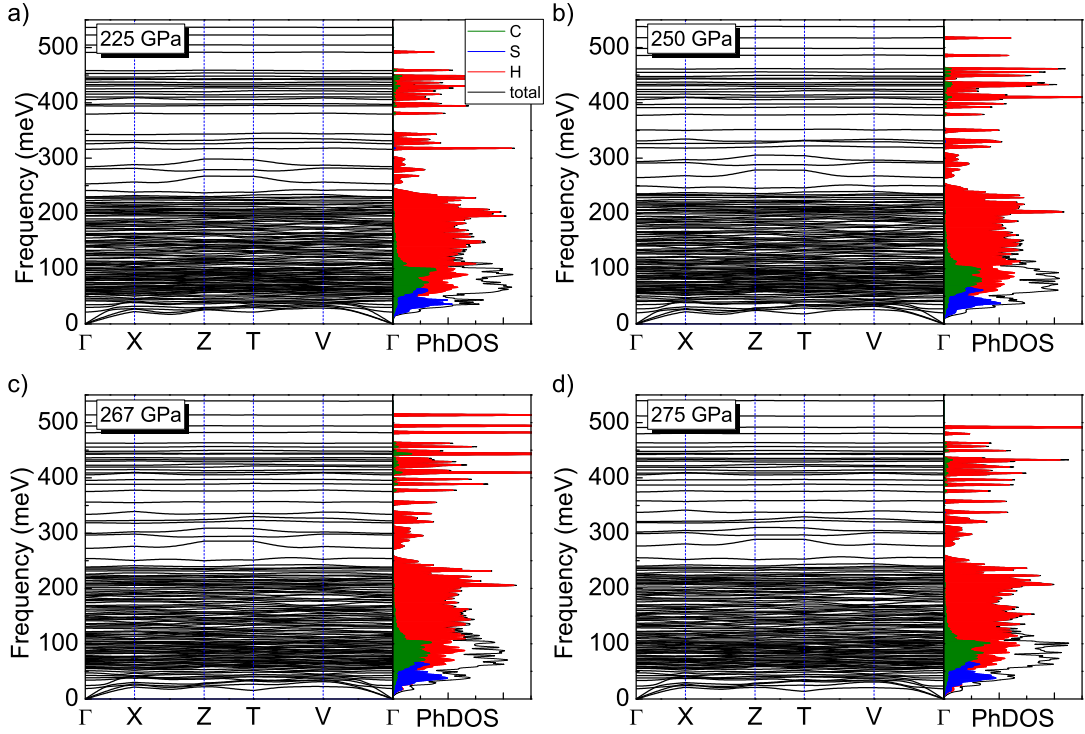 a)
225 GPa
C
S
H
total
Frequency (meV)
500
400
300
200
100
0
Γ X Z T V Γ PhDOS
b)
250 GPa
Frequency (meV)
500
400
300
200
100
0
Γ X Z T V Γ PhDOS
c)
267 GPa
Frequency (meV)
500
400
300
200
100
0
Γ X Z T V Γ PhDOS
d)
275 GPa
Frequency (meV)
500
400
300
200
100
0
Γ X Z T V Γ PhDOS